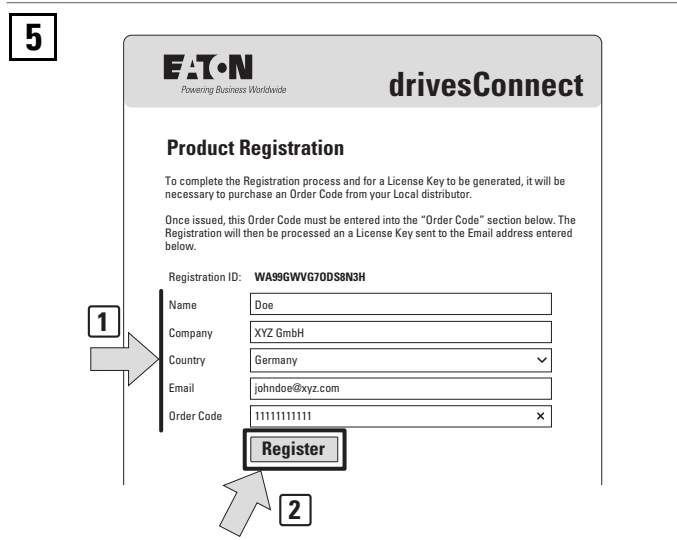 5
EATON
Powering Business Worldwide
drivesConnect
Product Registration
To complete the Registration process and for a License Key to be generated, it will be
necessary to purchase an Order Code from your Local distributor.
Once issued, this Order Code must be entered into the “Order Code” section below. The
Registration will then be processed an a License Key sent to the Email address entered
below.
Registration ID: WA99GWVG7ODS8N3H
Name Doe
1
Company XYZ GmbH
Country Germany
Email johndoe@xyz.com
Order Code 11111111111 ×
Register
2